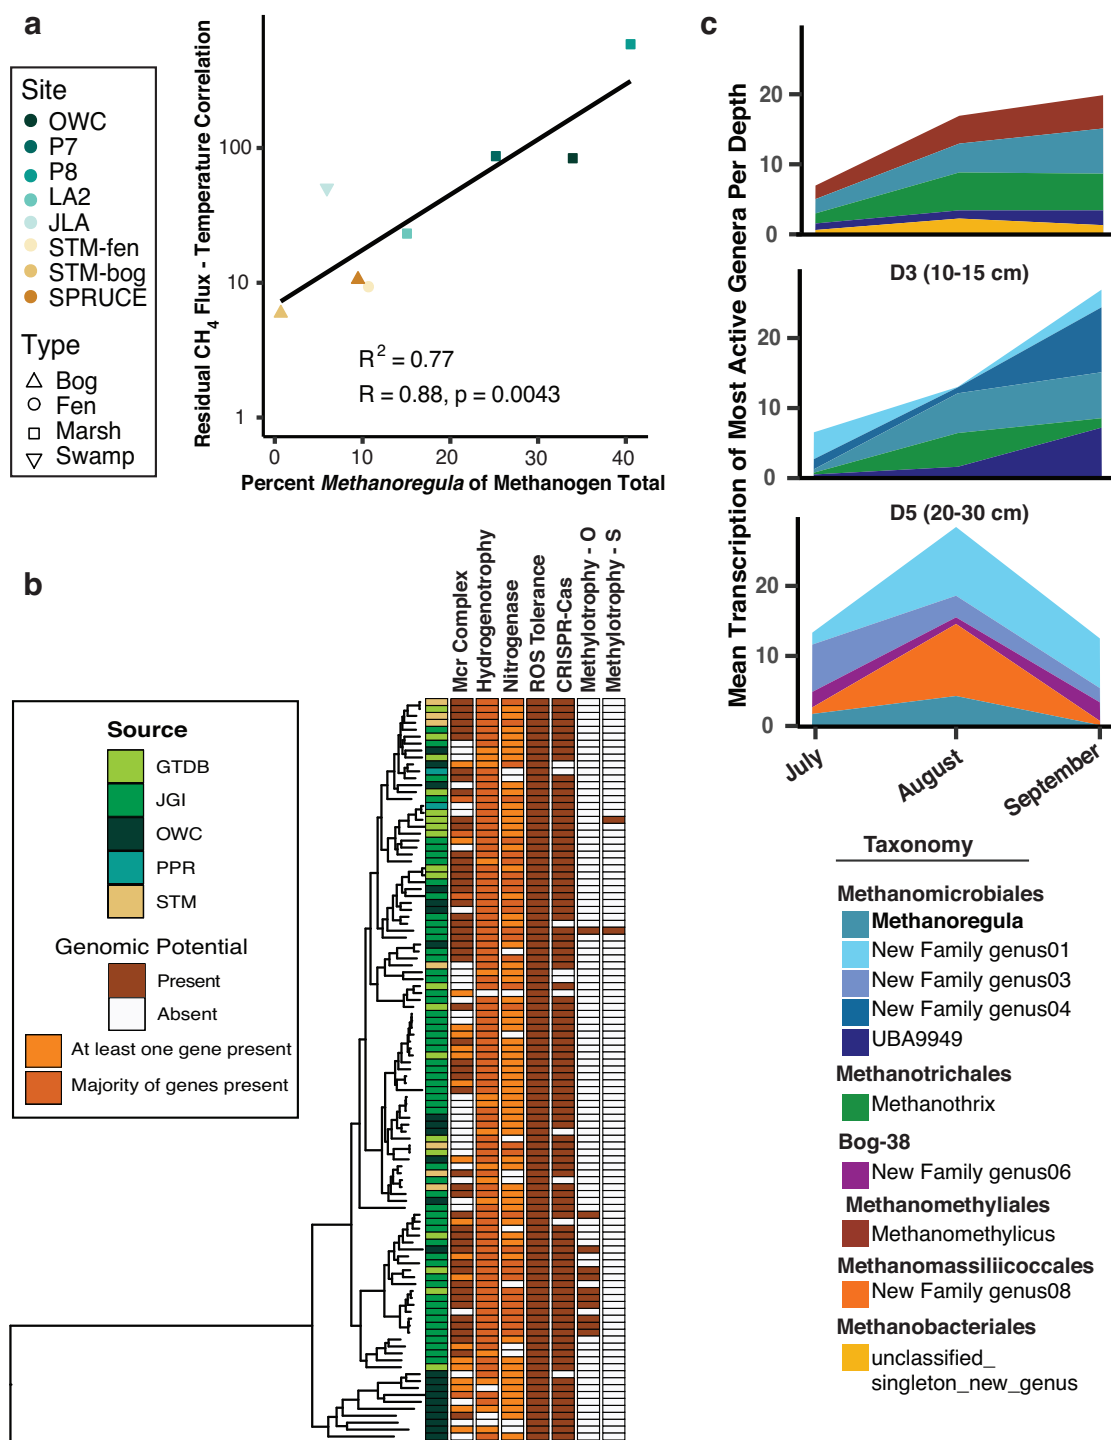 a
Site
OWC
P7
P8
LA2
JLA
STM-fen
STM-bog
SPRUCE
Type
Bog
Fen
Marsh
Swamp
Residual CH4 Flux - Temperature Correlation
100
10
1
R2 = 0.77
R = 0.88, p = 0.0043
0 10 20 30 40
Percent Methanoregula of Methanogen Total
b
Source
GTDB
JGI
OWC
PPR
STM
Genomic Potential
Present
Absent
At least one gene present
Majority of genes present
Mcr Complex
Hydrogenotrophy
Nitrogenase
ROS Tolerance
CRISPR-Cas
Methylotrophy - O
Methylotrophy - S
c
Mean Transcription of Most Active Genera Per Depth
20
10
0
D3 (10-15 cm)
20
10
0
D5 (20-30 cm)
20
10
0
July
August
September
Taxonomy
Methanomicrobiales
Methanoregula
New Family genus01
New Family genus03
New Family genus04
UBA9949
Methanotrichales
Methanothrix
Bog-38
New Family genus06
Methanomethyliales
Methanomethylicus
Methanomassiliicoccales
New Family genus08
Methanobacteriales
unclassified_
singleton_new_genus